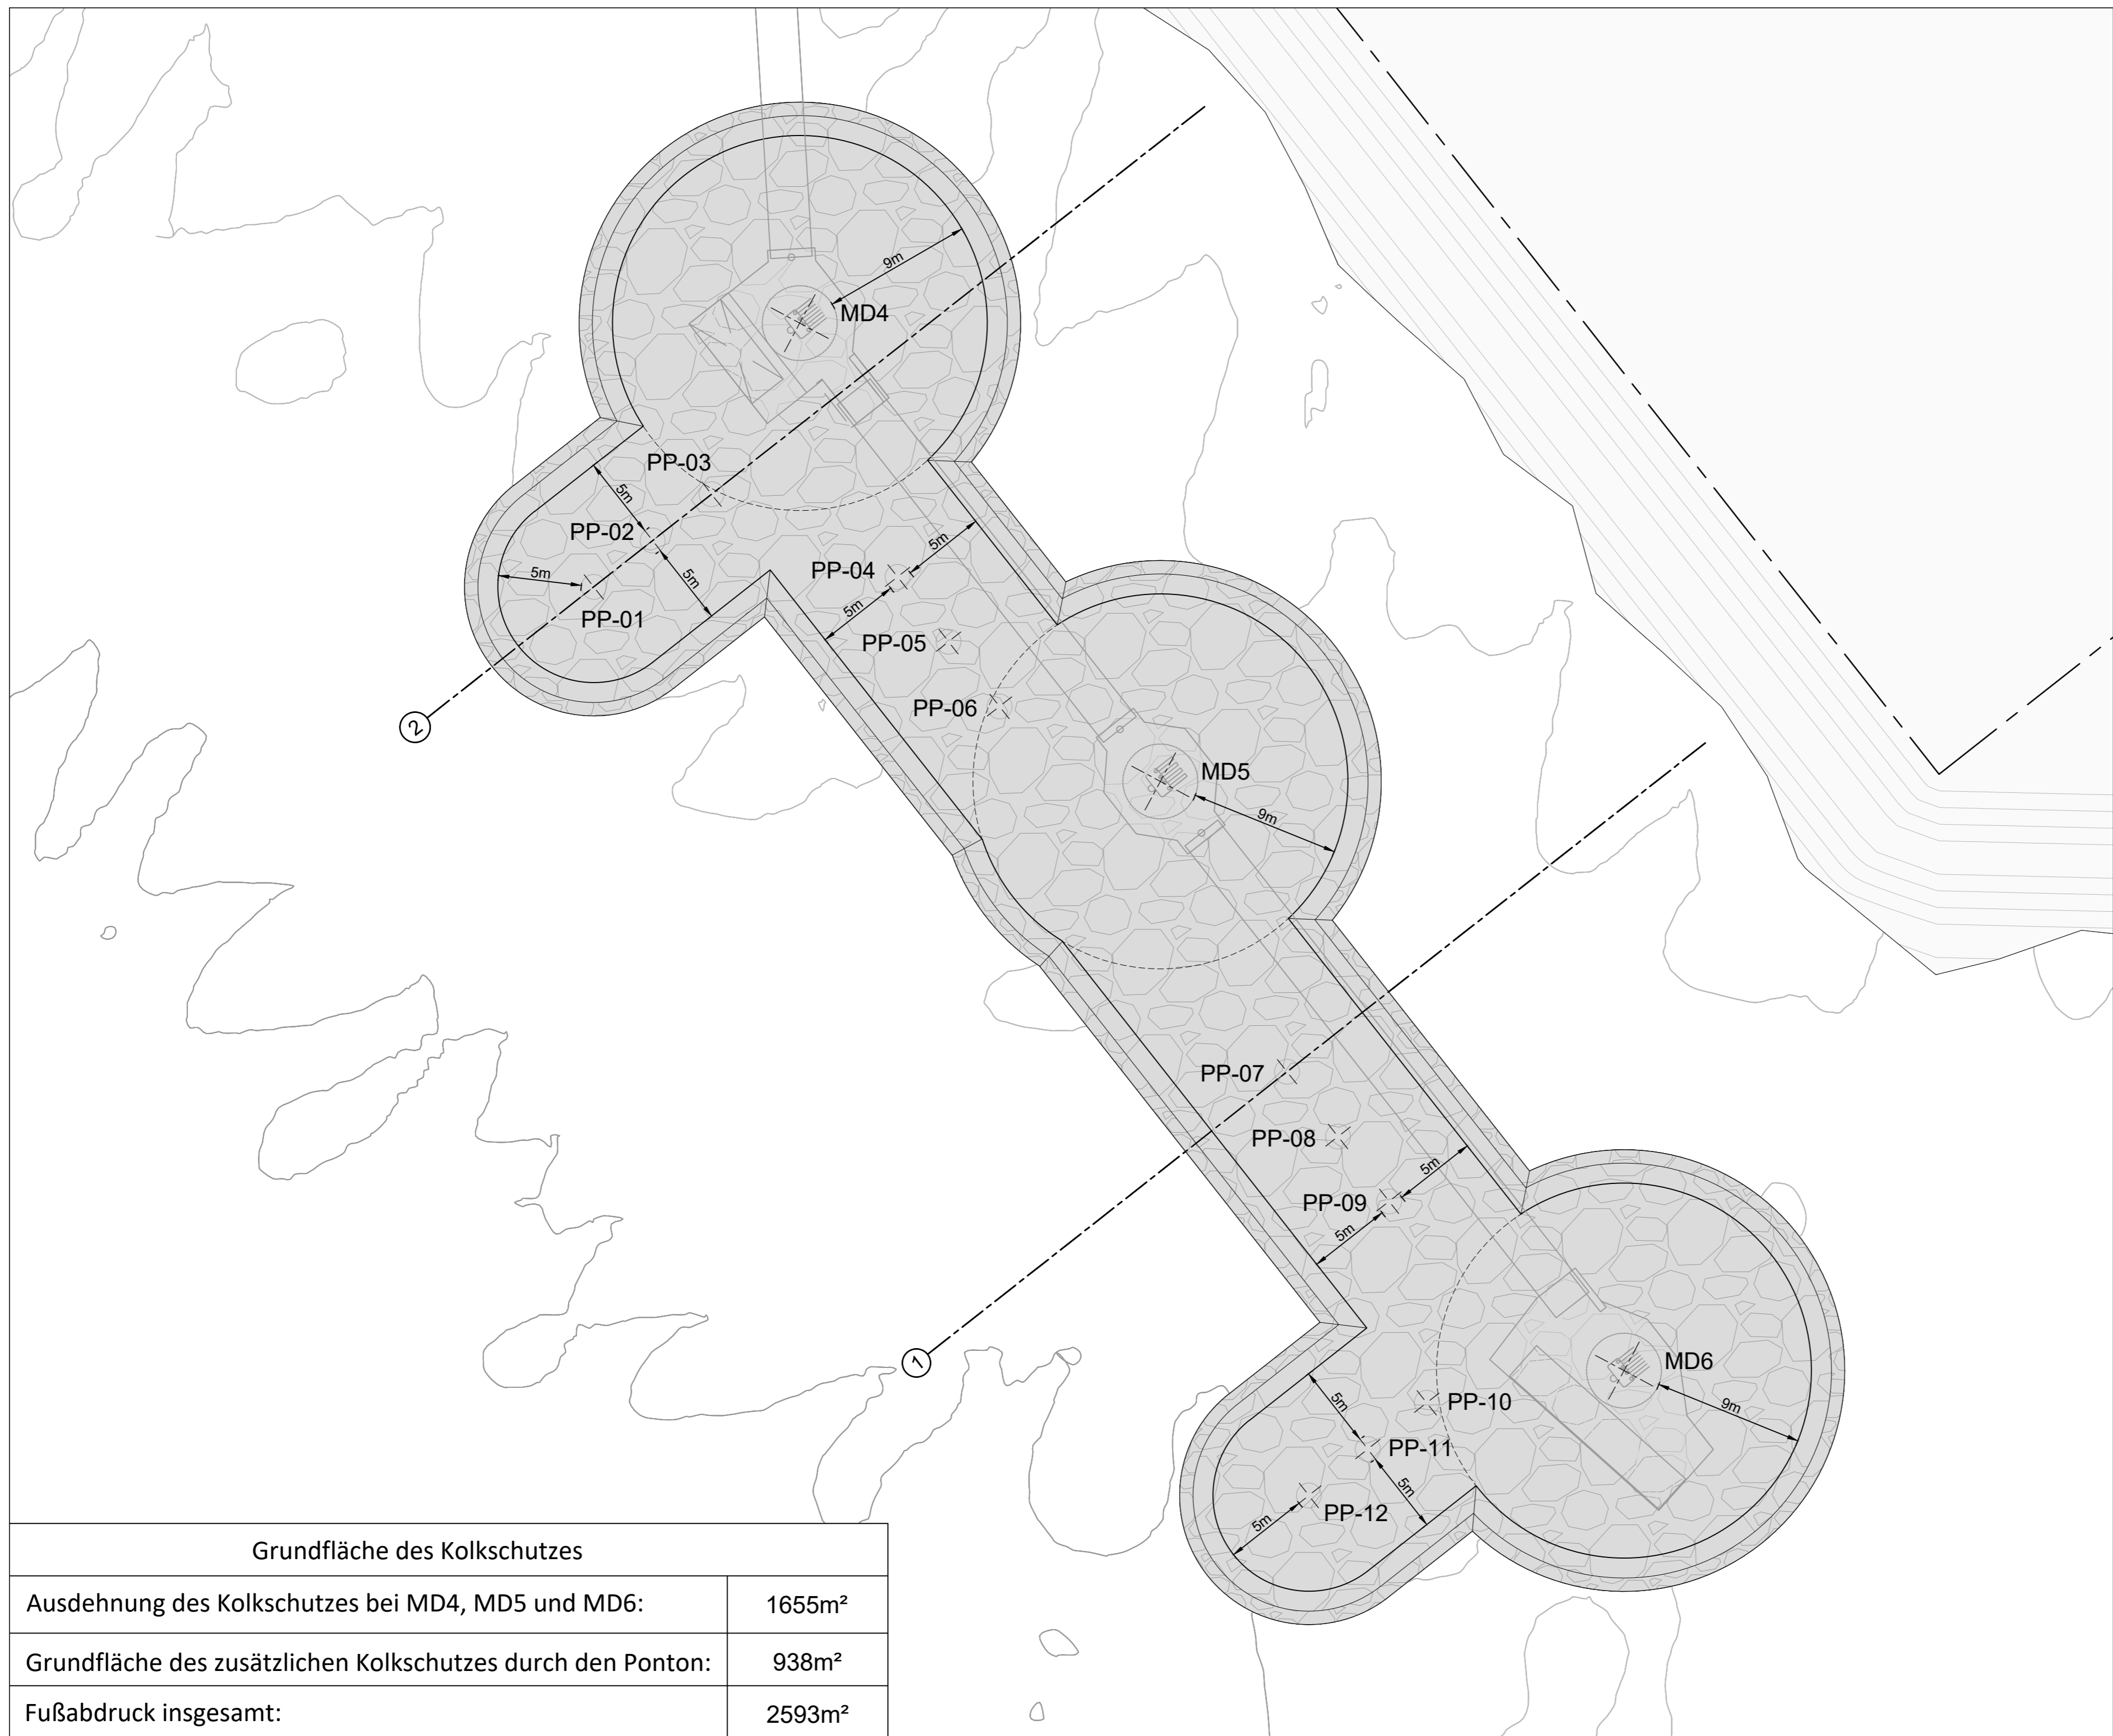 9m
MD4
PP-03
5m
PP-02
5m
5m
PP-01
5m
PP-04
5m
PP-05
PP-06
2
MD5
9m
PP-07
PP-08
5m
PP-09
5m
1
MD6
9m
5m
PP-10
PP-11
5m
PP-12
5m
Grundfläche des Kolkschutzes
Ausdehnung des Kolkschutzes bei MD4, MD5 und MD6: 1655m²
Grundfläche des zusätzlichen Kolkschutzes durch den Ponton: 938m²
Fußabdruck insgesamt: 2593m²